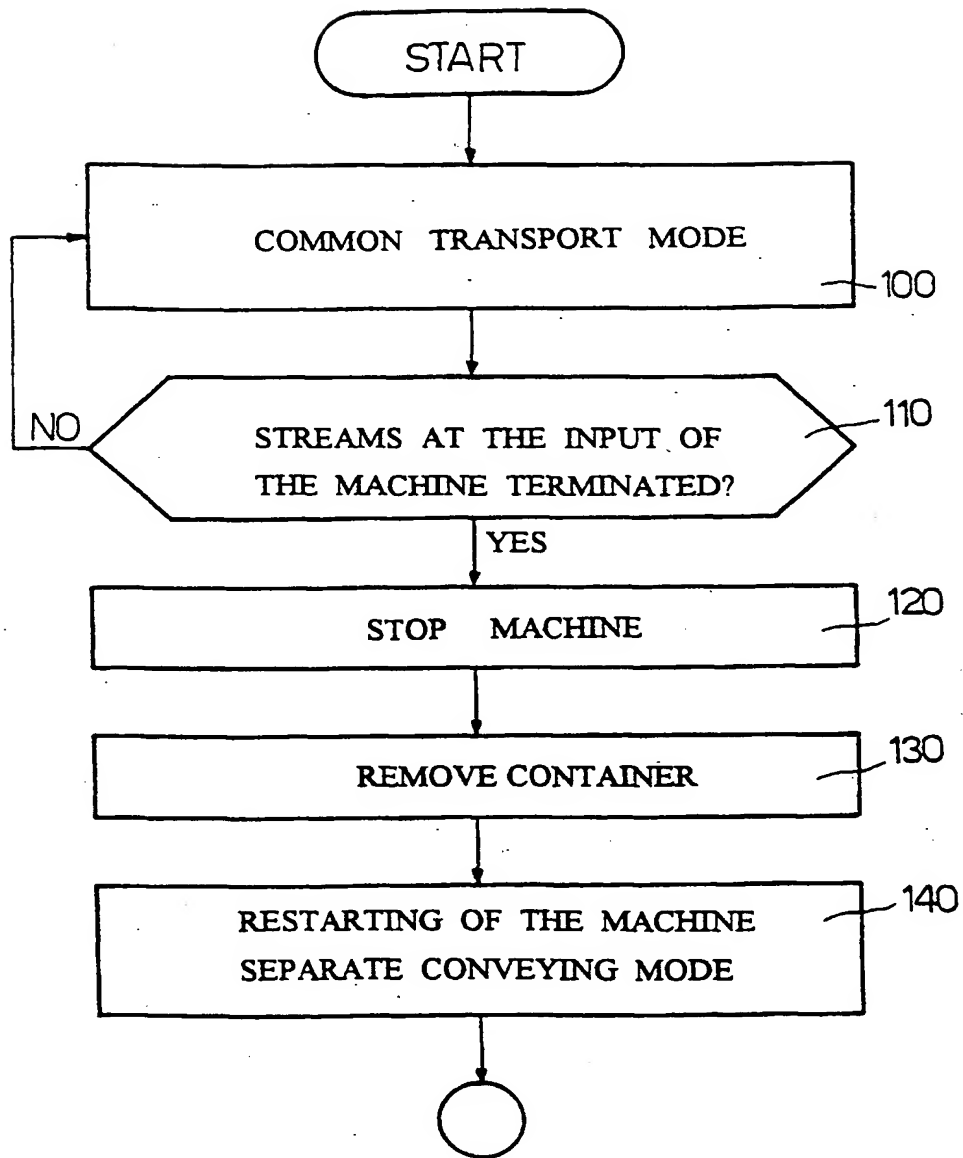 START
COMMON TRANSPORT MODE
100
110
NO
STREAMS AT THE INPUT OF
THE MACHINE TERMINATED?
YES
120
STOP MACHINE
130
REMOVE CONTAINER
140
RESTARTING OF THE MACHINE
SEPARATE CONVEYING MODE